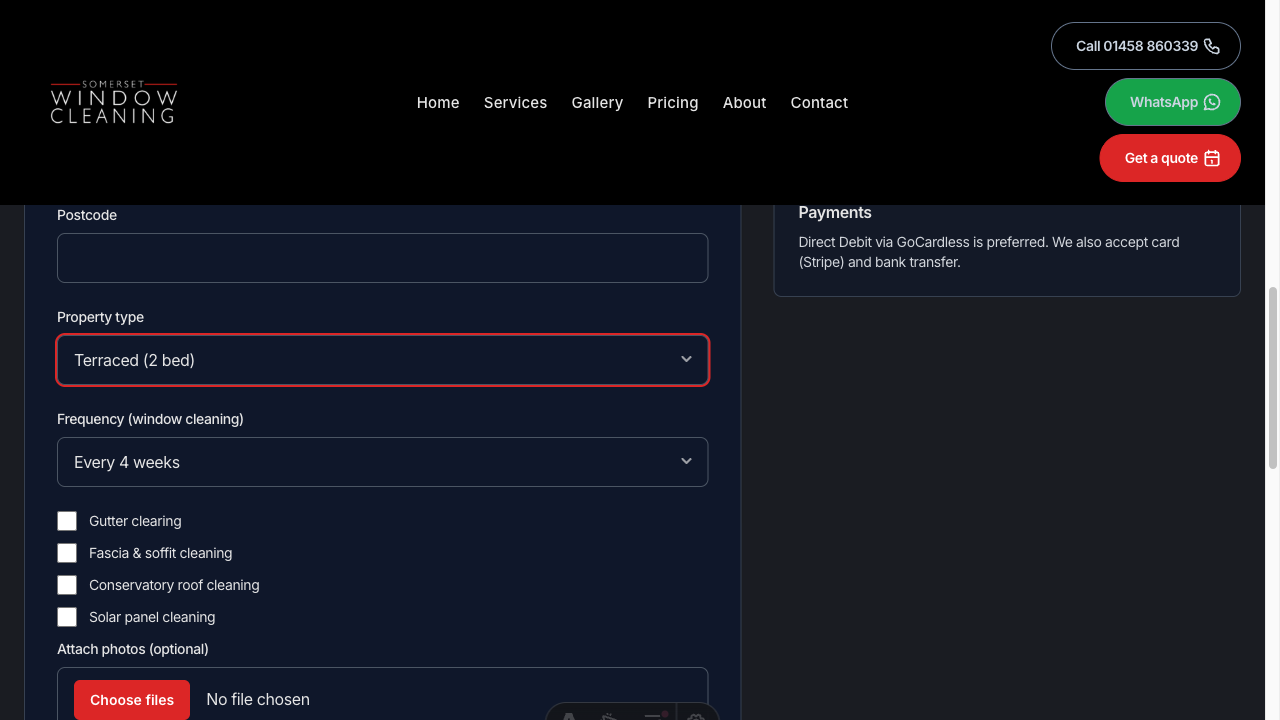 SOMERSET
WINDOW
CLEANING
Home
Services
Gallery
Pricing
About
Contact
Call 01458 860339
WhatsApp
Get a quote
Postcode
Property type
Terraced (2 bed)
Frequency (window cleaning)
Every 4 weeks
Gutter clearing
Fascia & soffit cleaning
Conservatory roof cleaning
Solar panel cleaning
Attach photos (optional)
Choose files No file chosen
Payments
Direct Debit via GoCardless is preferred. We also accept card
(Stripe) and bank transfer.